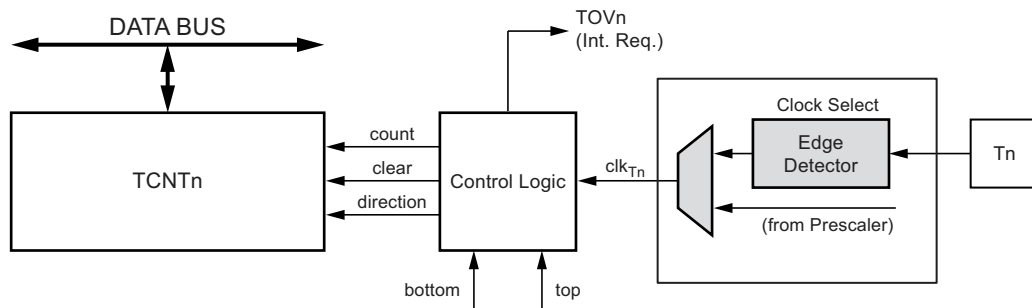 DATA BUS
TOVn
(Int. Req.)
TCNTn
count
clear
direction
Control Logic
clkTn
Clock Select
Edge
Detector
(from Prescaler)
Tn
bottom
top